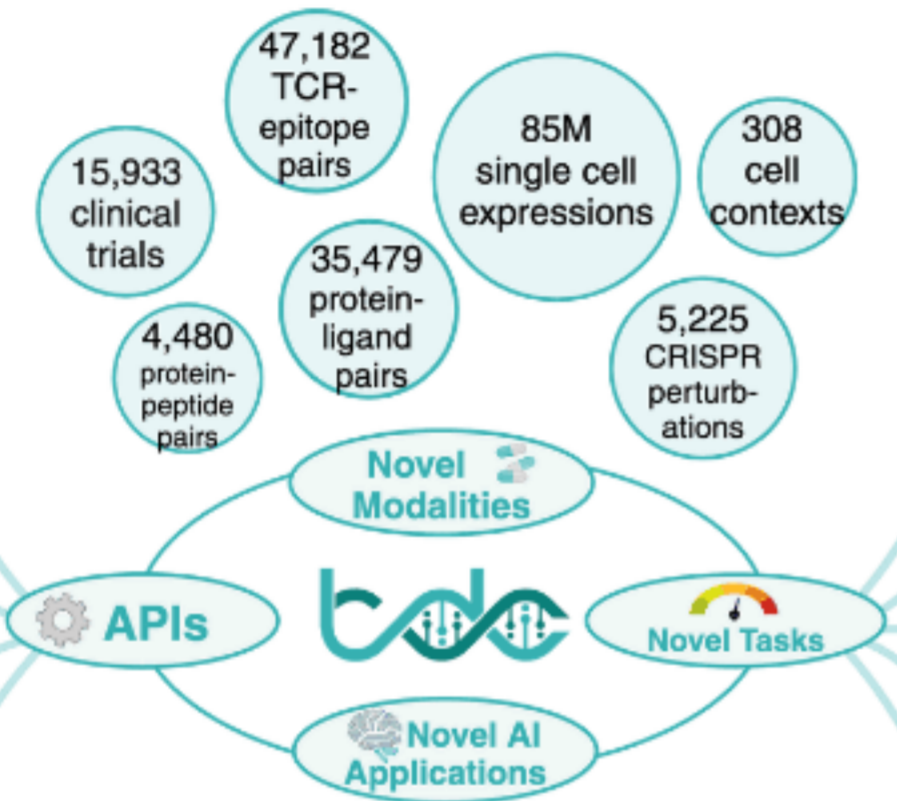 47,182
TCR-
epitope
pairs
85M
single cell
expressions
308
cell
contexts
15,933
clinical
trials
35,479
protein-
ligand
pairs
5,225
CRISPR
perturb-
ations
4,480
protein-
peptide
pairs
Novel
Modalities
APIs
tdc
Novel Tasks
Novel AI
Applications